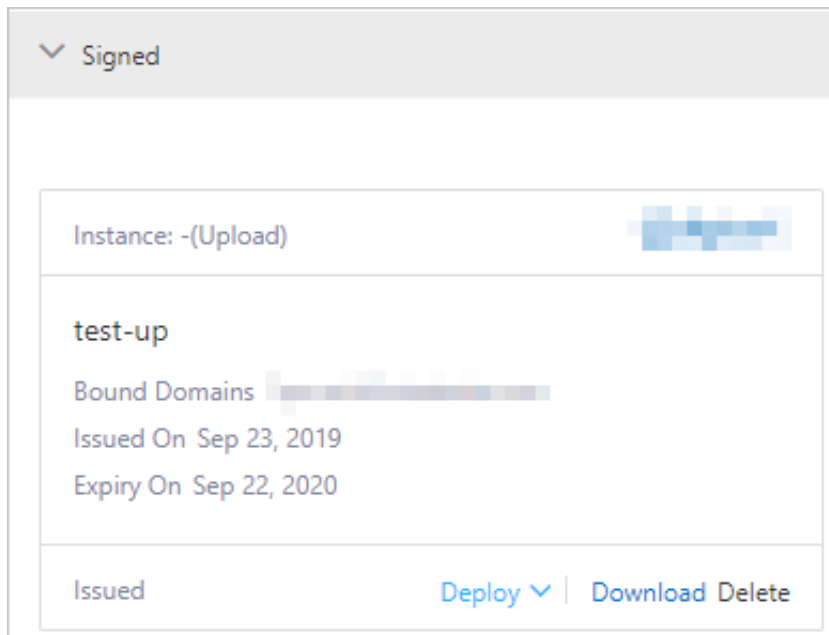 Signed
Instance: -(Upload)
test-up
Bound Domains
Issued On Sep 23, 2019
Expiry On Sep 22, 2020
Issued Deploy Download Delete